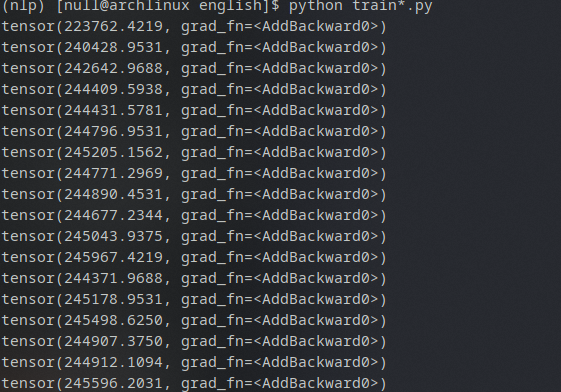 (nlp) [null@archlinux english]$ python train*.py
tensor(223762.4219, grad_fn=<AddBackward0>)
tensor(240428.9531, grad_fn=<AddBackward0>)
tensor(242642.9688, grad_fn=<AddBackward0>)
tensor(244409.5938, grad_fn=<AddBackward0>)
tensor(244431.5781, grad_fn=<AddBackward0>)
tensor(244796.9531, grad_fn=<AddBackward0>)
tensor(245205.1562, grad_fn=<AddBackward0>)
tensor(244771.2969, grad_fn=<AddBackward0>)
tensor(244890.4531, grad_fn=<AddBackward0>)
tensor(244677.2344, grad_fn=<AddBackward0>)
tensor(245043.9375, grad_fn=<AddBackward0>)
tensor(245967.4219, grad_fn=<AddBackward0>)
tensor(244371.9688, grad_fn=<AddBackward0>)
tensor(245178.9531, grad_fn=<AddBackward0>)
tensor(245498.6250, grad_fn=<AddBackward0>)
tensor(244907.3750, grad_fn=<AddBackward0>)
tensor(244912.1094, grad_fn=<AddBackward0>)
tensor(245596.2031, grad_fn=<AddBackward0>)